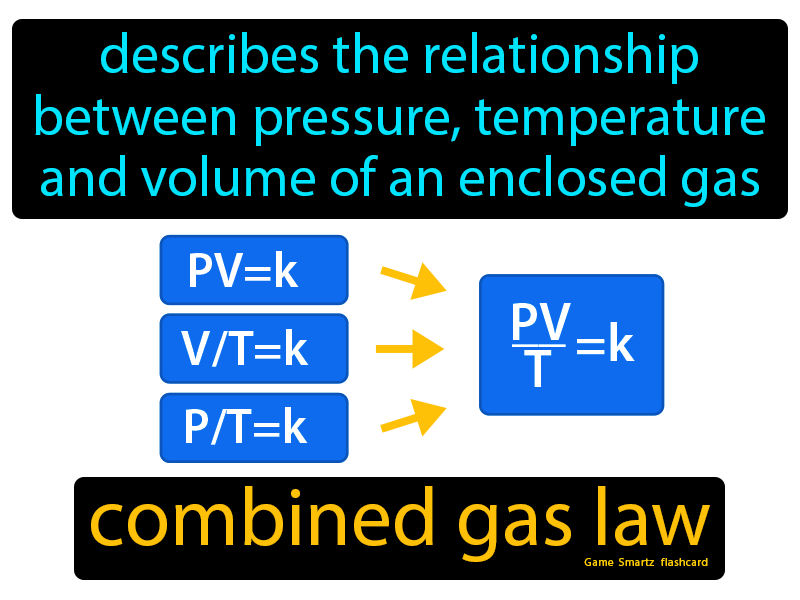 describes the relationship
between pressure, temperature
and volume of an enclosed gas
PV=k
V/T=k
P/T=k
PV
T
=k
combined gas law
Game Smartz flashcard